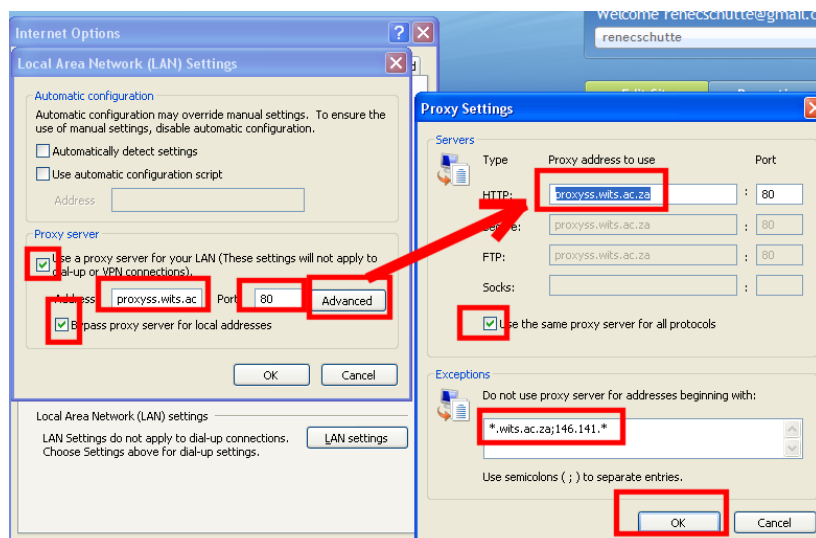 Welcome renecschutte@gmail.c
renecschutte
Internet Options
Local Area Network (LAN) Settings
Automatic configuration
Automatic configuration may override manual settings. To ensure the
use of manual settings, disable automatic configuration.
Automatically detect settings
Use automatic configuration script
Address
Proxy server
Use a proxy server for your LAN (These settings will not apply to
dial-up or VPN connections).
Address proxyss.wits.ac Port 80 Advanced
Bypass proxy server for local addresses
OK Cancel
Local Area Network (LAN) settings
LAN Settings do not apply to dial-up connections.
Choose Settings above for dial-up settings.
LAN settings
Proxy Settings
Servers
Type Proxy address to use Port
HTTP: proxyss.wits.ac.za : 80
proxyss.wits.ac.za : 80
FTP: proxyss.wits.ac.za : 80
Socks: :
Use the same proxy server for all protocols
Exceptions
Do not use proxy server for addresses beginning with:
*.wits.ac.za;146.141.*
Use semicolons ( ; ) to separate entries.
OK Cancel